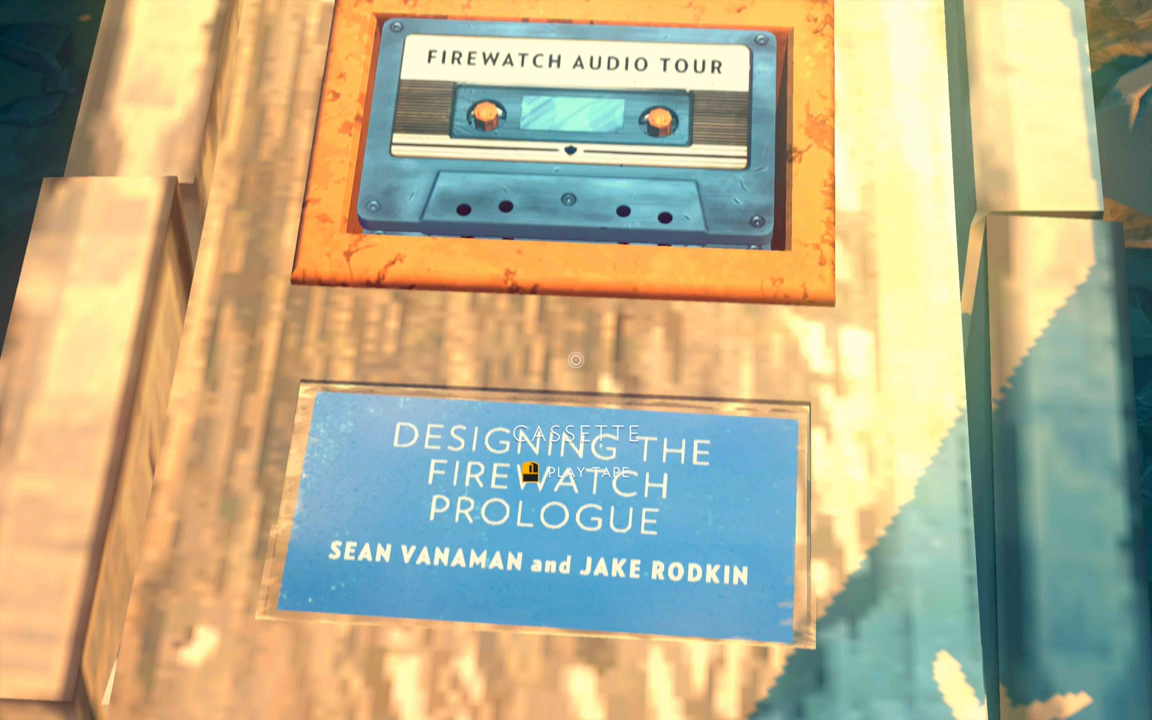 FIREWATCH AUDIO TOUR
DESIGNING THE
CASSETTE
FIREWATCH
PLAY TAPE
PROLOGUE
SEAN VANAMAN and JAKE RODKIN